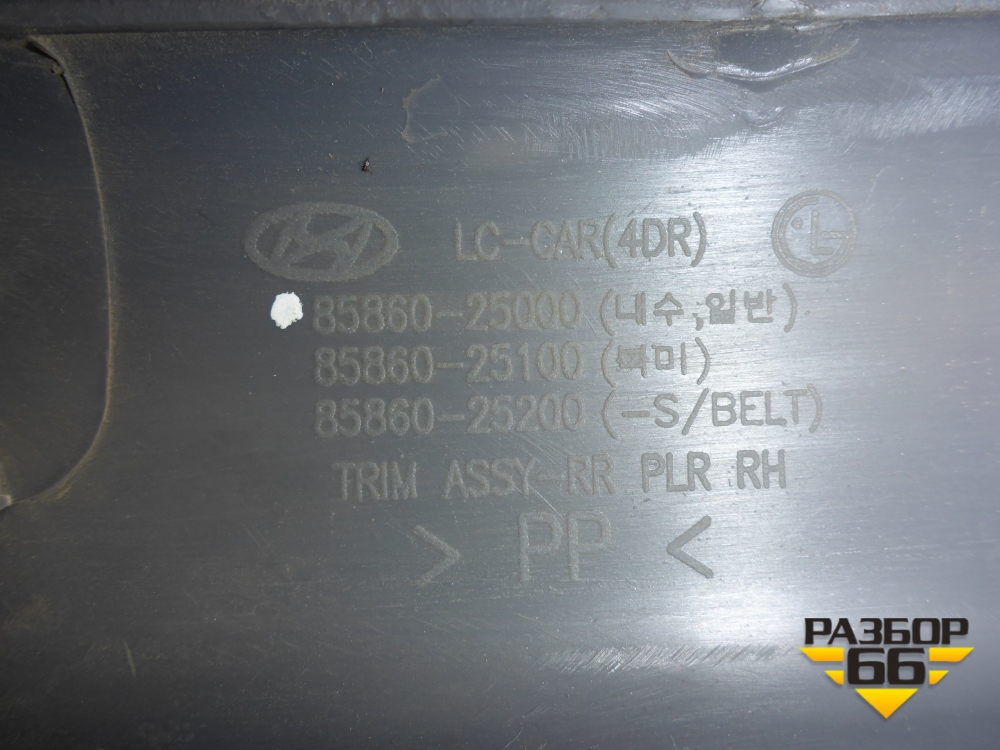 LC-CAR(4DR)
85860-25000 (내수,일반)
85860-25100 (북미)
85860-25200 (-S/BELT)
TRIM ASSY-RR PLR RH
> PP <
РАЗБОР
66